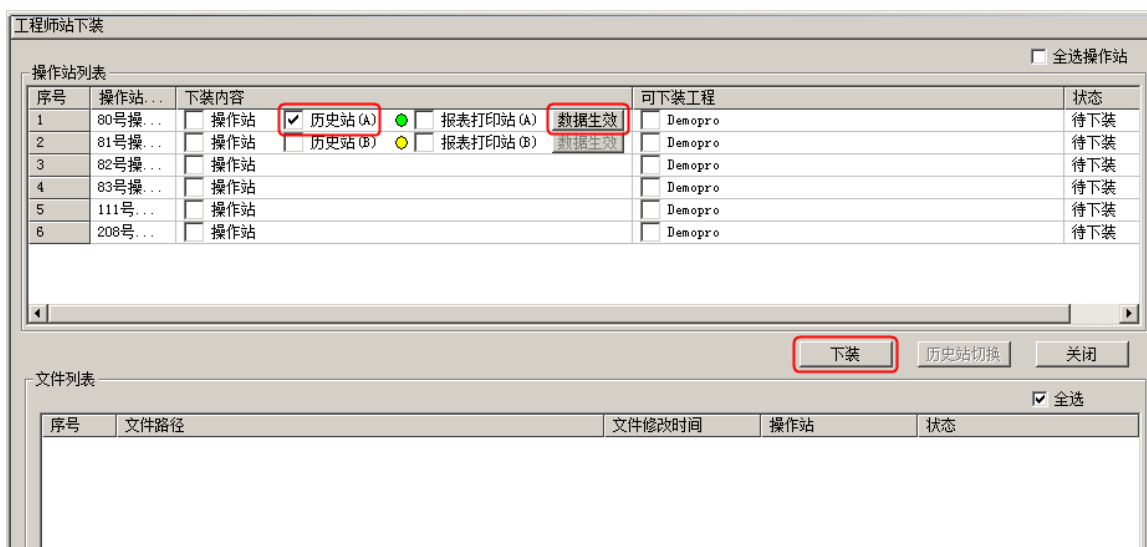 工程师站下装
全选操作站
操作站列表
序号 操作站... 下装内容 可下装工程 状态
1 80号操... 操作站 历史站(A) 报表打印站(A) 数据生效 Demopro 待下装
2 81号操... 操作站 历史站(B) 报表打印站(B) 数据生效 Demopro 待下装
3 82号操... 操作站 Demopro 待下装
4 83号操... 操作站 Demopro 待下装
5 111号... 操作站 Demopro 待下装
6 208号... 操作站 Demopro 待下装
下装 历史站切换 关闭
文件列表
全选
序号 文件路径 文件修改时间 操作站 状态